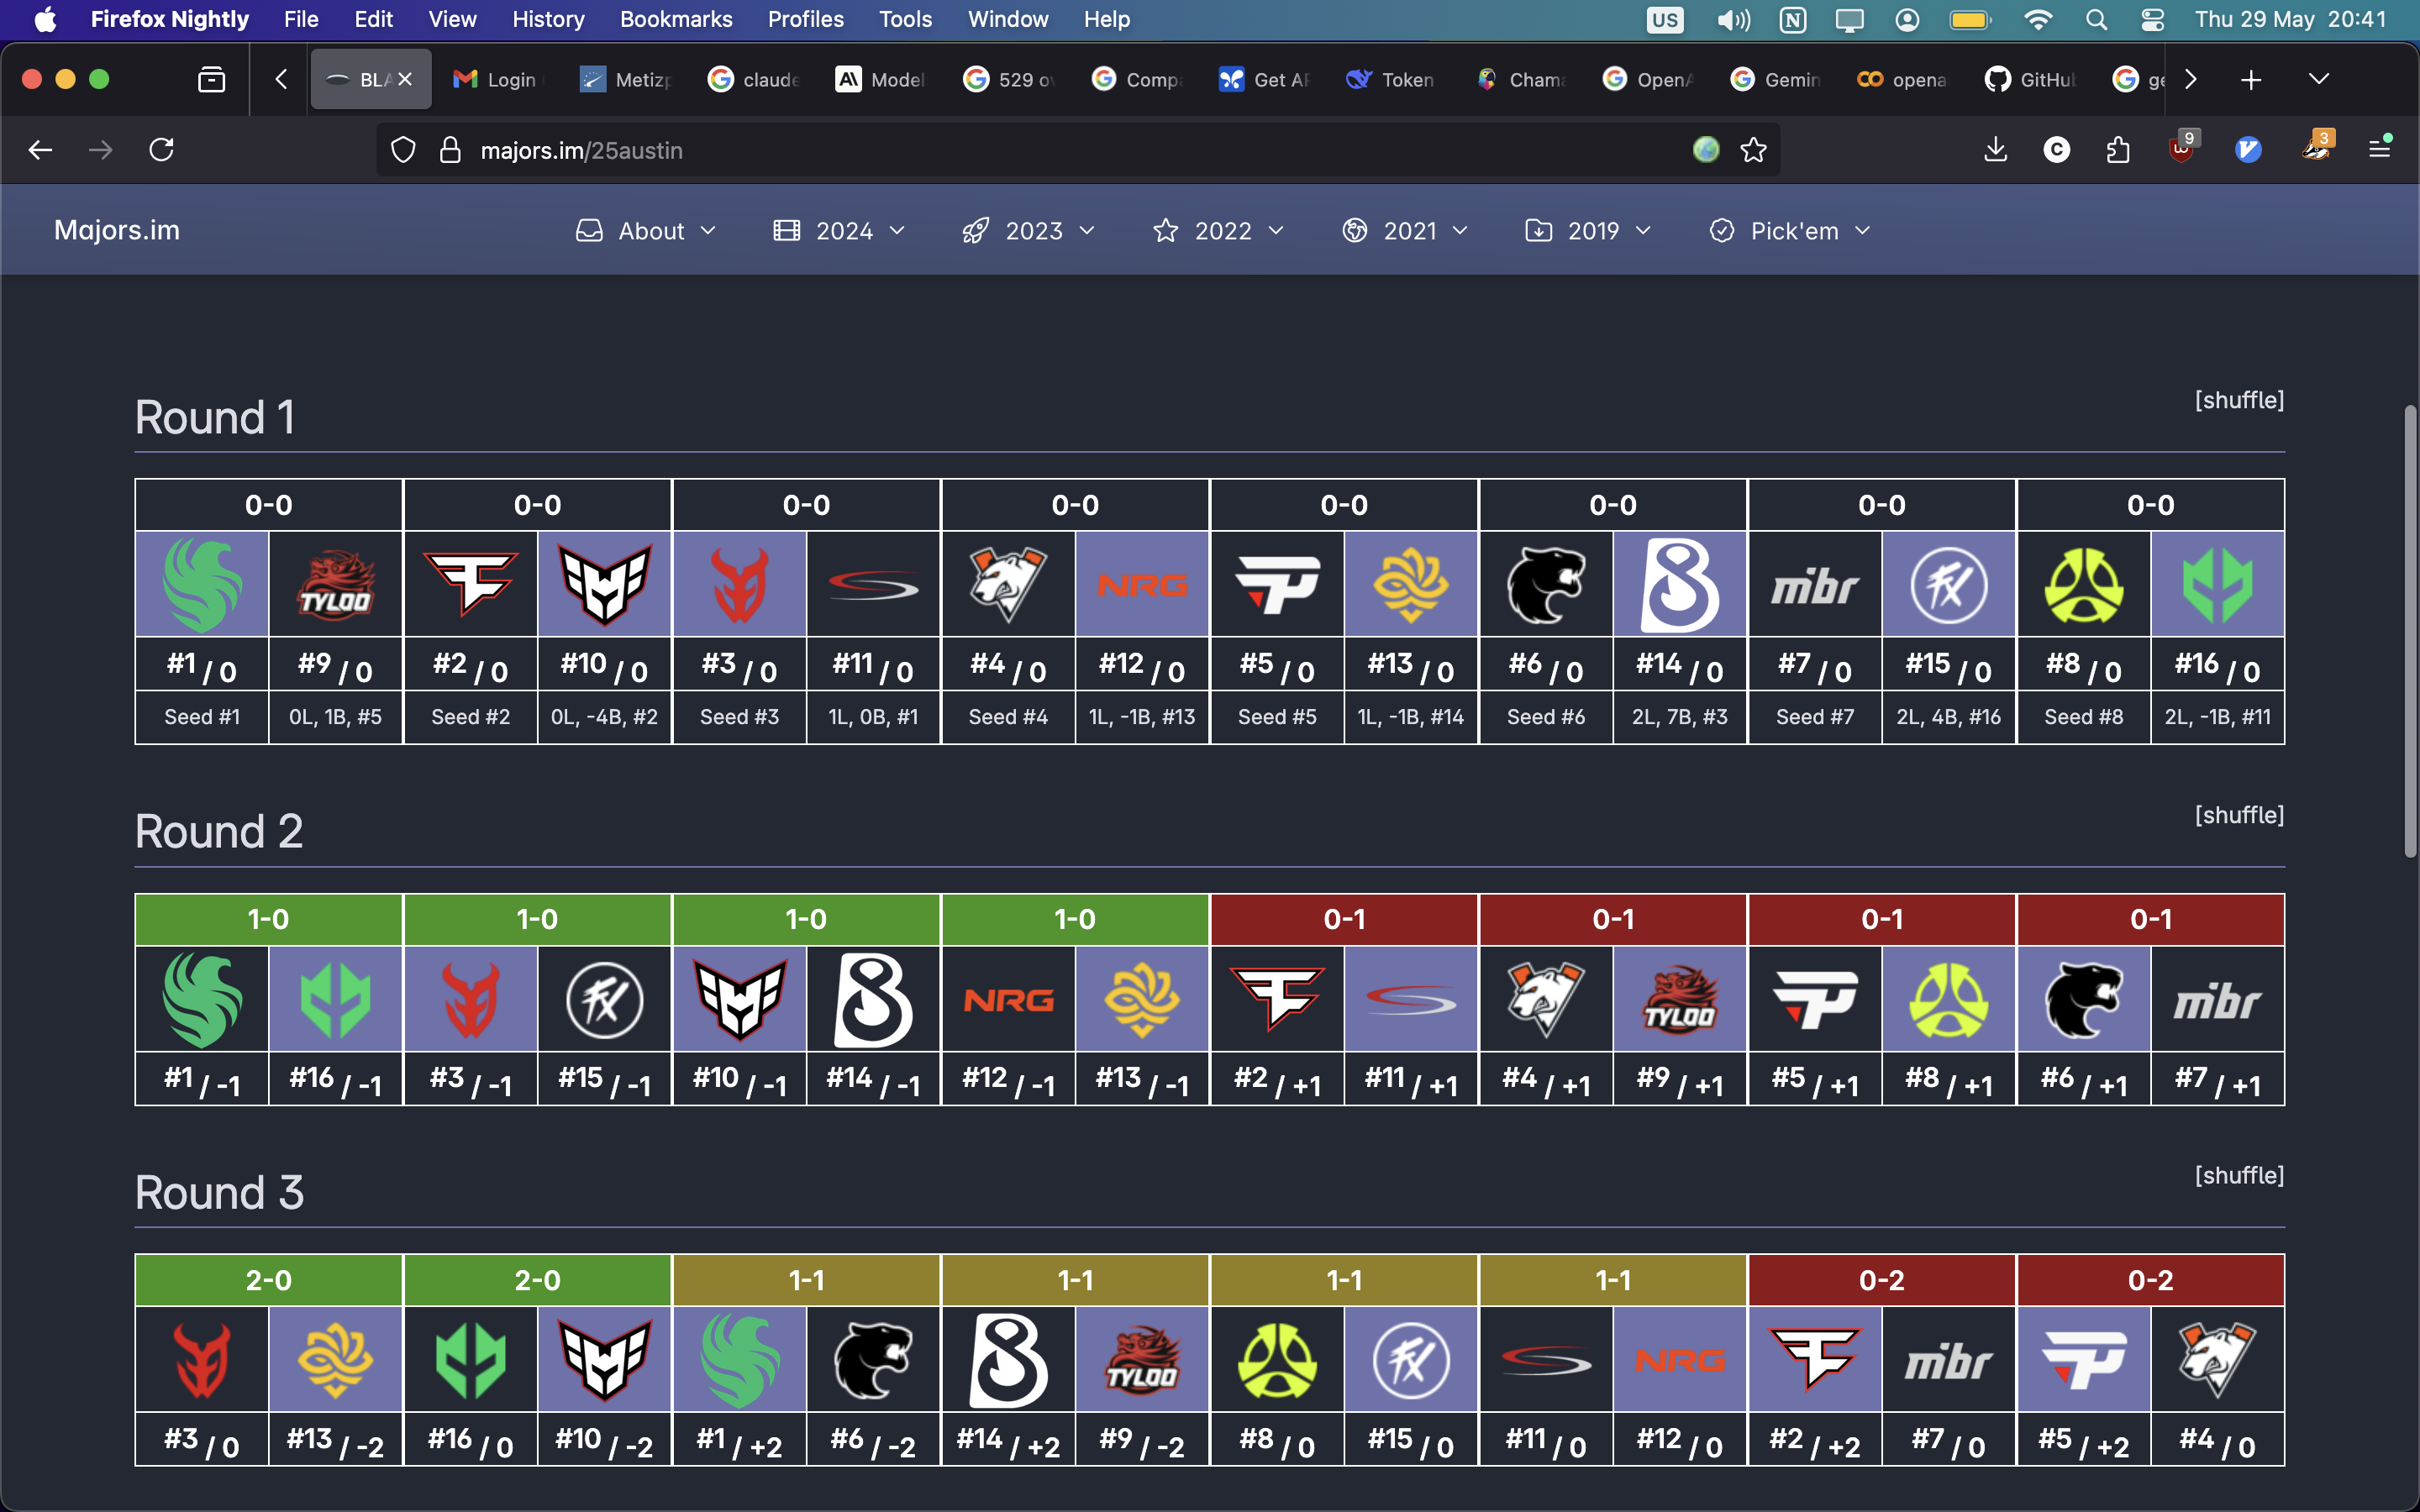 Firefox Nightly File Edit View History Bookmarks Profiles Tools Window Help US N Thu 29 May 20:41
BLA Login Metizp claude Model 529 o Comp Get AP Token Chama OpenA Gemin opena GitHub ge
majors.im/25austin 9 3
Majors.im About 2024 2023 2022 2021 2019 Pick'em
Round 1 [shuffle]
0-0 0-0 0-0 0-0 0-0 0-0 0-0 0-0
TYLOO NRG mibr FX
#1 / 0 #9 / 0 #2 / 0 #10 / 0 #3 / 0 #11 / 0 #4 / 0 #12 / 0 #5 / 0 #13 / 0 #6 / 0 #14 / 0 #7 / 0 #15 / 0 #8 / 0 #16 / 0
Seed #1 0L, 1B, #5 Seed #2 0L, -4B, #2 Seed #3 1L, 0B, #1 Seed #4 1L, -1B, #13 Seed #5 1L, -1B, #14 Seed #6 2L, 7B, #3 Seed #7 2L, 4B, #16 Seed #8 2L, -1B, #11
Round 2 [shuffle]
1-0 1-0 1-0 1-0 0-1 0-1 0-1 0-1
FX NRG TYLOO mibr
#1 / -1 #16 / -1 #3 / -1 #15 / -1 #10 / -1 #14 / -1 #12 / -1 #13 / -1 #2 / +1 #11 / +1 #4 / +1 #9 / +1 #5 / +1 #8 / +1 #6 / +1 #7 / +1
Round 3 [shuffle]
2-0 2-0 1-1 1-1 1-1 1-1 0-2 0-2
TYLOO FX NRG mibr
#3 / 0 #13 / -2 #16 / 0 #10 / -2 #1 / +2 #6 / -2 #14 / +2 #9 / -2 #8 / 0 #15 / 0 #11 / 0 #12 / 0 #2 / +2 #7 / 0 #5 / +2 #4 / 0